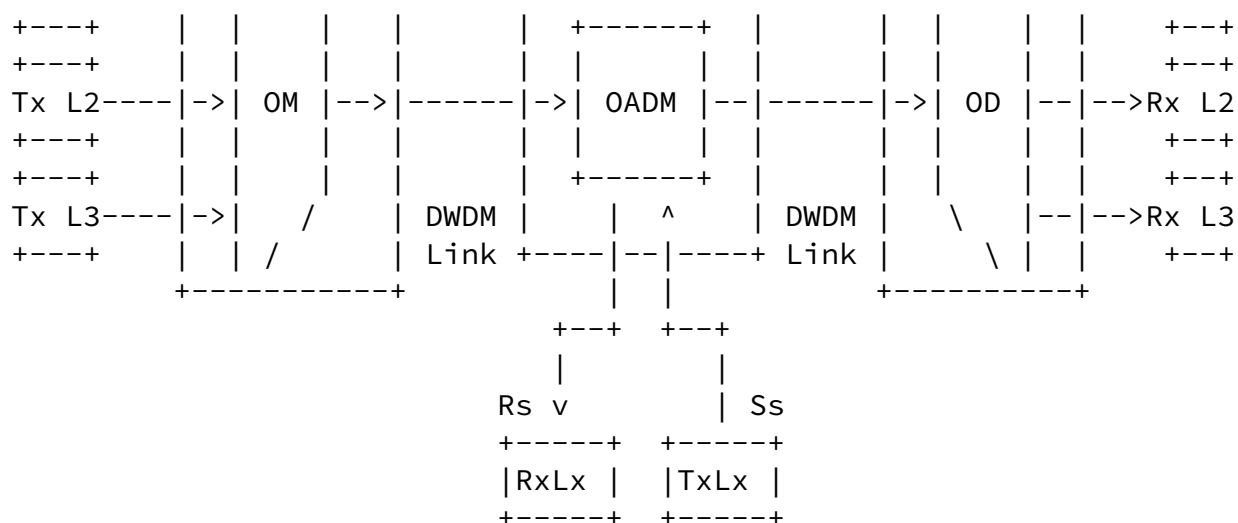 +---+     |  |     |   |       |  +------+  |       |  |     |  |     +--+
+---+     |  |     |   |       |  |      |  |       |  |     |  |     +--+
Tx L2----|->| OM |-->|------|->| OADM |--|------|->| OD |--|-->Rx L2
+---+     |  |     |   |       |  |      |  |       |  |     |  |     +--+
+---+     |  |     |   |       |  +------+  |       |  |     |  |     +--+
Tx L3----|->|   /    | DWDM |    |  ^    | DWDM |   \   |--|-->Rx L3
+---+     |  | /      | Link +----|--|----+ Link |     \ |  |     +--+
+-----------+           |  |           +----------+
+--+  +--+
|        |
Rs v        | Ss
+-----+  +-----+
|RxLx |  |TxLx |
+-----+  +-----+